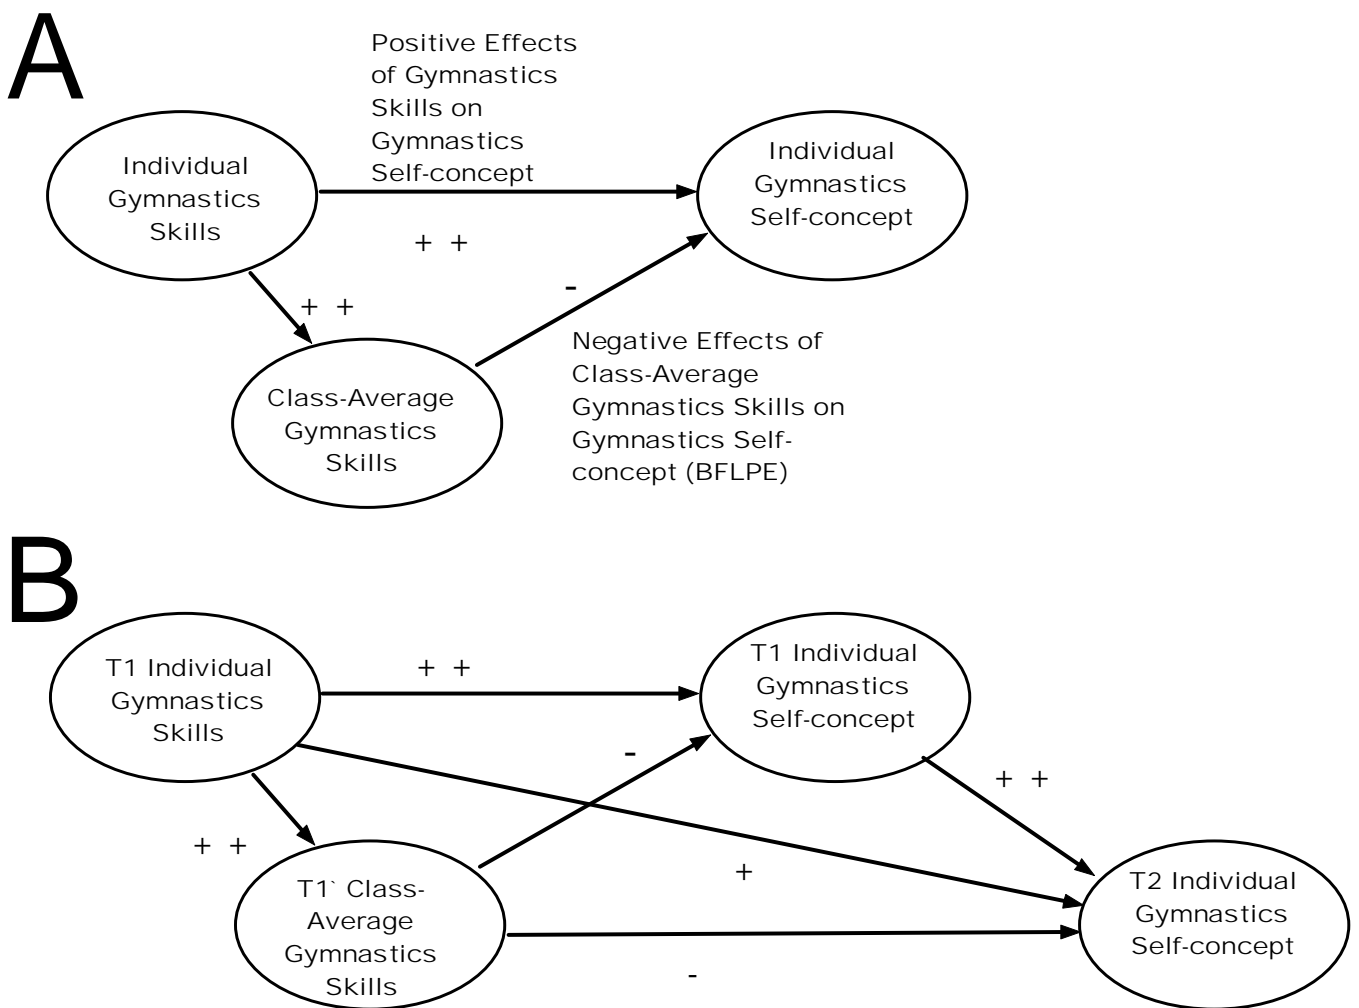 A
Positive Effects
of Gymnastics
Skills on
Gymnastics
Self-concept
Individual
Gymnastics
Skills
Individual
Gymnastics
Self-concept
+ +
-
+ +
Class-Average
Gymnastics
Skills
Negative Effects of
Class-Average
Gymnastics Skills on
Gymnastics Self-
concept (BFLPE)
B
T1 Individual
Gymnastics
Skills
+ +
T1 Individual
Gymnastics
Self-concept
-
+ +
+ +
+
T1` Class-
Average
Gymnastics
Skills
T2 Individual
Gymnastics
Self-concept
-